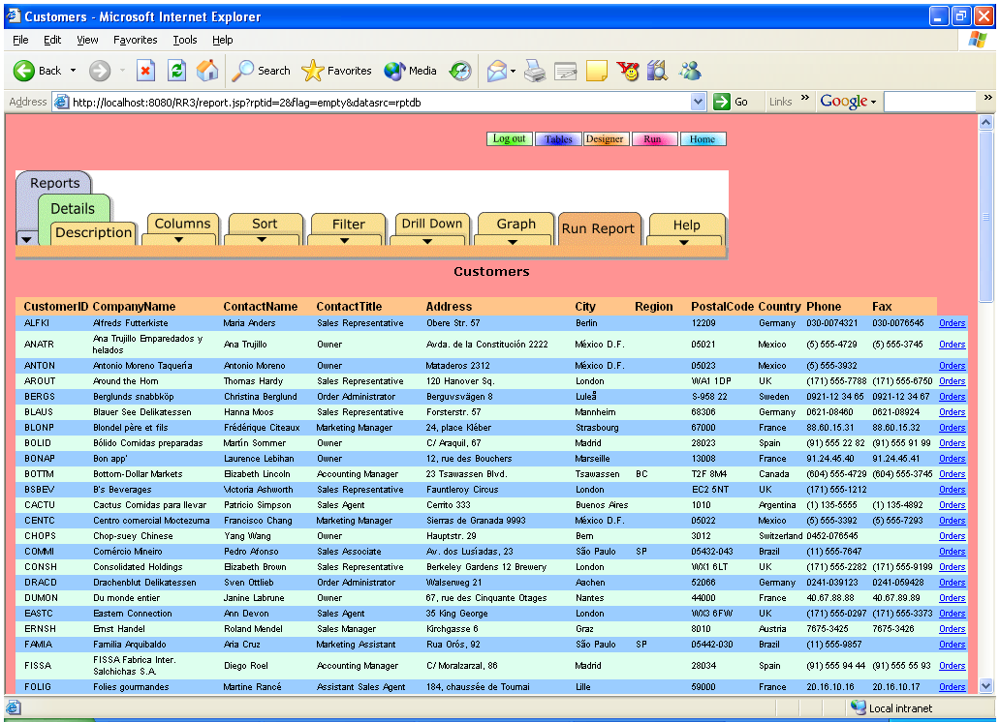 Customers - Microsoft Internet Explorer
File Edit View Favorites Tools Help
Back Search Favorites Media
Address http://localhost:8080/RR3/report.jsp?rptid=2&flag=empty&datasrc=rptdb Go Links » Google »
Log out Tables Designer Run Home
Reports
Details
Description Columns Sort Filter Drill Down Graph Run Report Help
Customers
CustomerID CompanyName ContactName ContactTitle Address City Region PostalCode Country Phone Fax
ALFKI Alfreds Futterkiste Maria Anders Sales Representative Obere Str. 57 Berlin 12209 Germany 030-0074321 030-0076545 Orders
ANATR Ana Trujillo Emparedados y helados Ana Trujillo Owner Avda. de la Constitución 2222 México D.F. 05021 Mexico (5) 555-4729 (5) 555-3745 Orders
ANTON Antonio Moreno Taquería Antonio Moreno Owner Mataderos 2312 México D.F. 05023 Mexico (5) 555-3932 Orders
AROUT Around the Horn Thomas Hardy Sales Representative 120 Hanover Sq. London WA1 1DP UK (171) 555-7788 (171) 555-6750 Orders
BERGS Berglunds snabbköp Christina Berglund Order Administrator Berguvsvägen 8 Luleå S-958 22 Sweden 0921-12 34 65 0921-12 34 67 Orders
BLAUS Blauer See Delikatessen Hanna Moos Sales Representative Forsterstr. 57 Mannheim 68306 Germany 0621-08460 0621-08924 Orders
BLONP Blondel père et fils Frédérique Citeaux Marketing Manager 24, place Kléber Strasbourg 67000 France 88.60.15.31 88.60.15.32 Orders
BOLID Bólido Comidas preparadas Martín Sommer Owner C/ Araquil, 67 Madrid 28023 Spain (91) 555 22 82 (91) 555 91 99 Orders
BONAP Bon app' Laurence Lebihan Owner 12, rue des Bouchers Marseille 13008 France 91.24.45.40 91.24.45.41 Orders
BOTTM Bottom-Dollar Markets Elizabeth Lincoln Accounting Manager 23 Tsawassen Blvd. Tsawassen BC T2F 8M4 Canada (604) 555-4729 (604) 555-3745 Orders
BSBEV B's Beverages Victoria Ashworth Sales Representative Fauntleroy Circus London EC2 5NT UK (171) 555-1212 Orders
CACTU Cactus Comidas para llevar Patricio Simpson Sales Agent Cerrito 333 Buenos Aires 1010 Argentina (1) 135-5555 (1) 135-4892 Orders
CENTC Centro comercial Moctezuma Francisco Chang Marketing Manager Sierras de Granada 9993 México D.F. 05022 Mexico (5) 555-3392 (5) 555-7293 Orders
CHOPS Chop-suey Chinese Yang Wang Owner Hauptstr. 29 Bern 3012 Switzerland 0452-076545 Orders
COMMI Comércio Mineiro Pedro Afonso Sales Associate Av. dos Lusíadas, 23 São Paulo SP 05432-043 Brazil (11) 555-7647 Orders
CONSH Consolidated Holdings Elizabeth Brown Sales Representative Berkeley Gardens 12 Brewery London WX1 6LT UK (171) 555-2282 (171) 555-9199 Orders
DRACD Drachenblut Delikatessen Sven Ottlieb Order Administrator Walserweg 21 Aachen 52066 Germany 0241-039123 0241-059428 Orders
DUMON Du monde entier Janine Labrune Owner 67, rue des Cinquante Otages Nantes 44000 France 40.67.88.88 40.67.89.89 Orders
EASTC Eastern Connection Ann Devon Sales Agent 35 King George London WX3 6FW UK (171) 555-0297 (171) 555-3373 Orders
ERNSH Ernst Handel Roland Mendel Sales Manager Kirchgasse 6 Graz 8010 Austria 7675-3425 7675-3426 Orders
FAMIA Familia Arquibaldo Aria Cruz Marketing Assistant Rua Orós, 92 São Paulo SP 05442-030 Brazil (11) 555-9857 Orders
FISSA FISSA Fabrica Inter. Salchichas S.A. Diego Roel Accounting Manager C/ Moralzarzal, 86 Madrid 28034 Spain (91) 555 94 44 (91) 555 55 93 Orders
FOLIG Folies gourmandes Martine Rancé Assistant Sales Agent 184, chaussée de Tournai Lille 59000 France 20.16.10.16 20.16.10.17 Orders
Local intranet